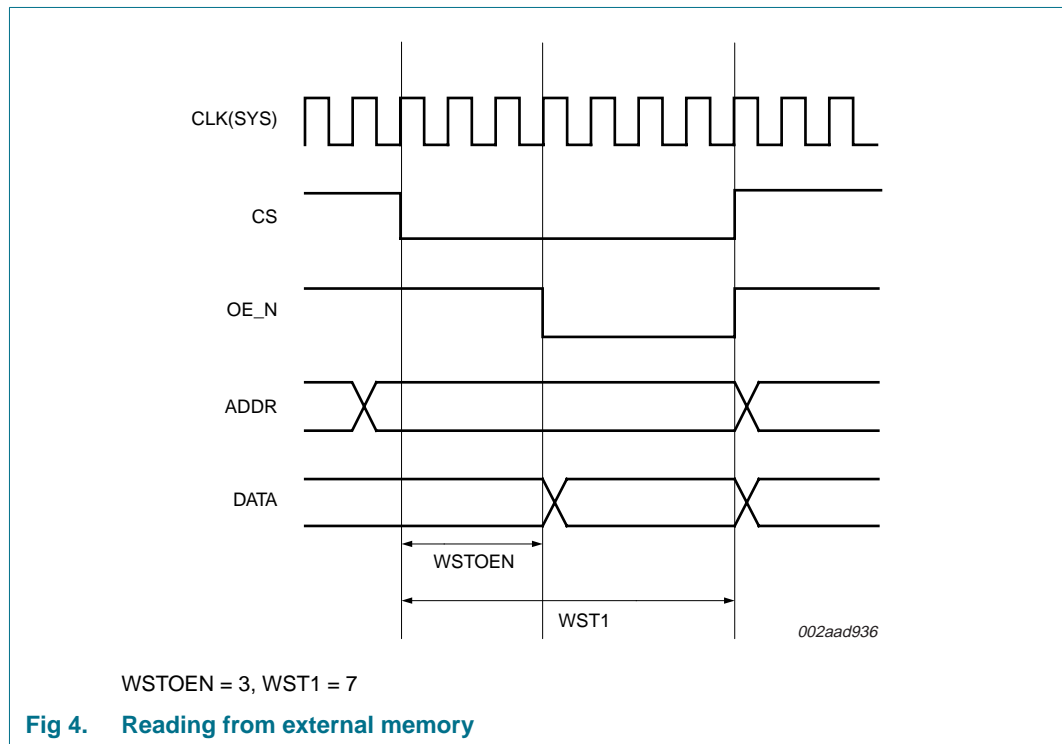 CLK(SYS)
CS
OE_N
ADDR
DATA
WSTOEN
WST1
002aad936
WSTOEN = 3, WST1 = 7
Fig 4. Reading from external memory